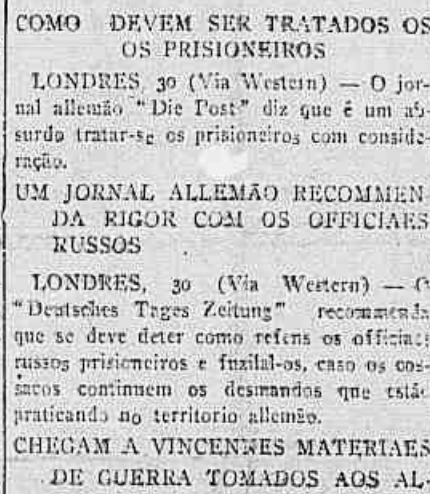 COMO DEVEM SER TRATADOS OS
OS PRISIONEIROS
LONDRES, 30 (Via Western) — O jor-
nal allemão "Die Post" diz que é um ab-
surdo tratar-se os prisioneiros com conside-
ração.
UM JORNAL ALLEMÃO RECOMMEN-
DA RIGOR COM OS OFFICIAES
RUSSOS
LONDRES, 30 (Via Western) — O
"Deutsches Tages Zeitung" recommenda
que se deve deter como refens os officiaes
russos prisioneiros e fuzilal-os, caso os cos-
sacos continuem os desmandos que estão
praticando no territorio allemão.
CHEGAM A VINCENNES MATERIAES
DE GUERRA TOMADOS AOS AL-